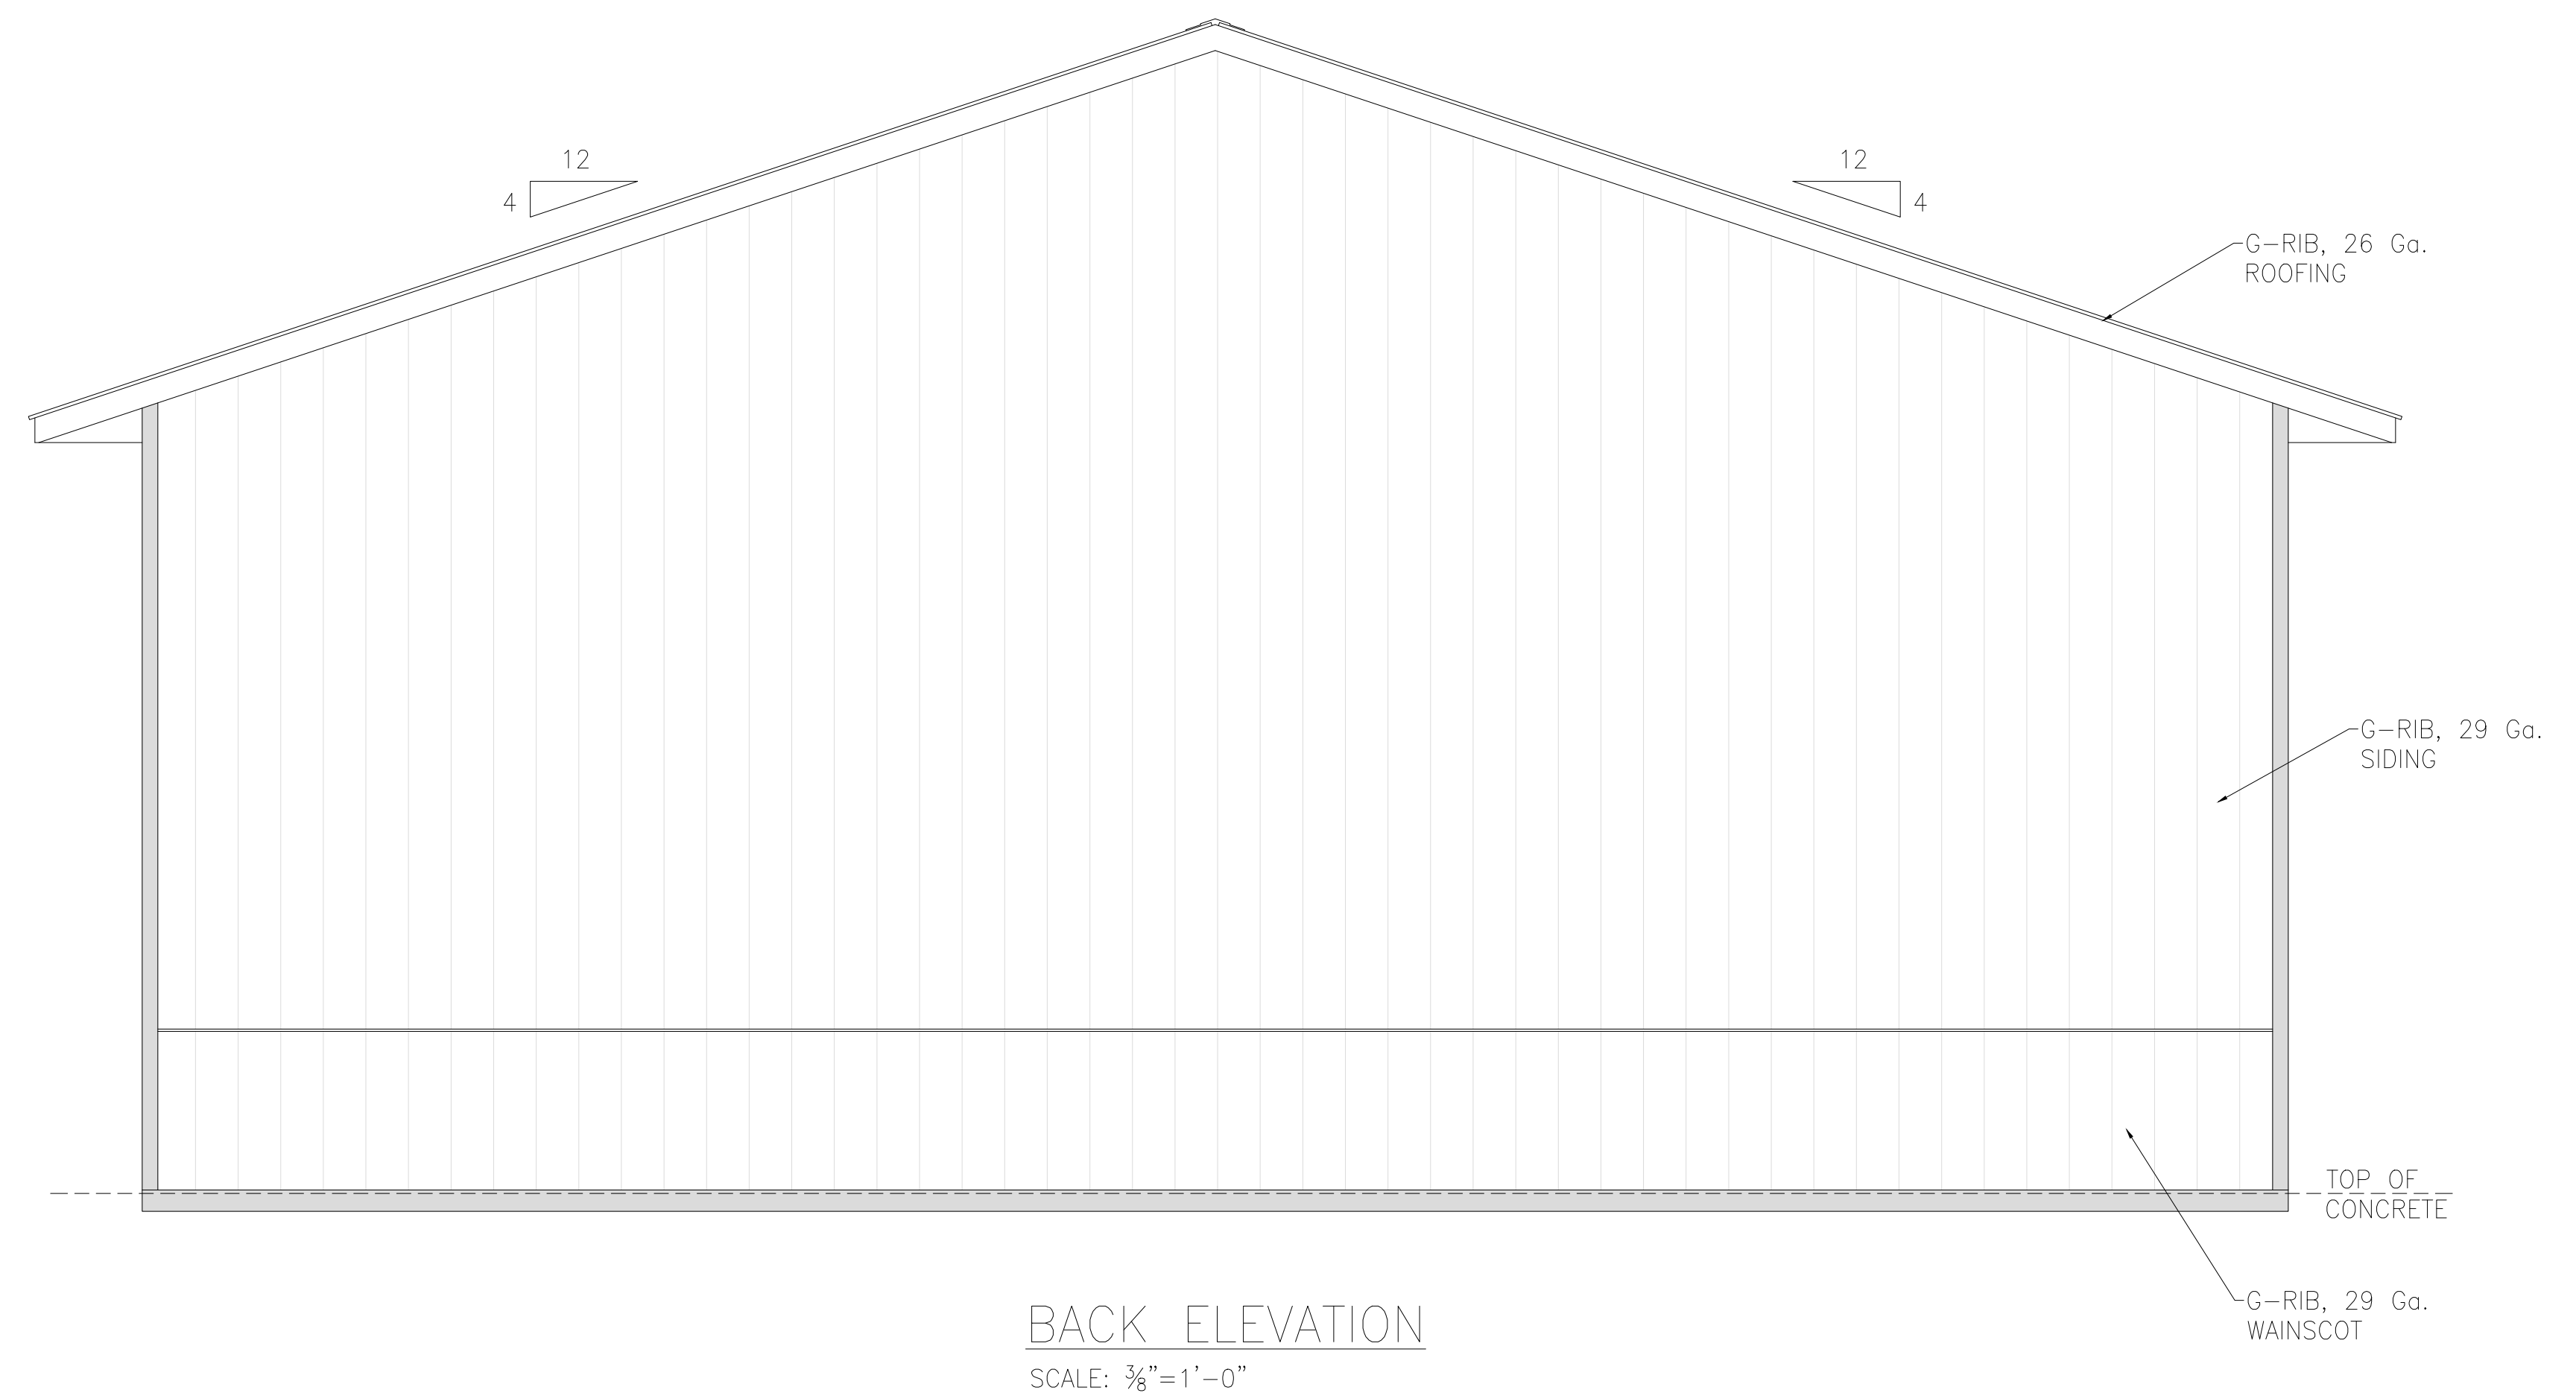 12
4
12
4
G-RIB, 26 Ga.
ROOFING
G-RIB, 29 Ga.
SIDING
TOP OF
CONCRETE
G-RIB, 29 Ga.
WAINSCOT
BACK ELEVATION
SCALE: ⅜"=1'-0"